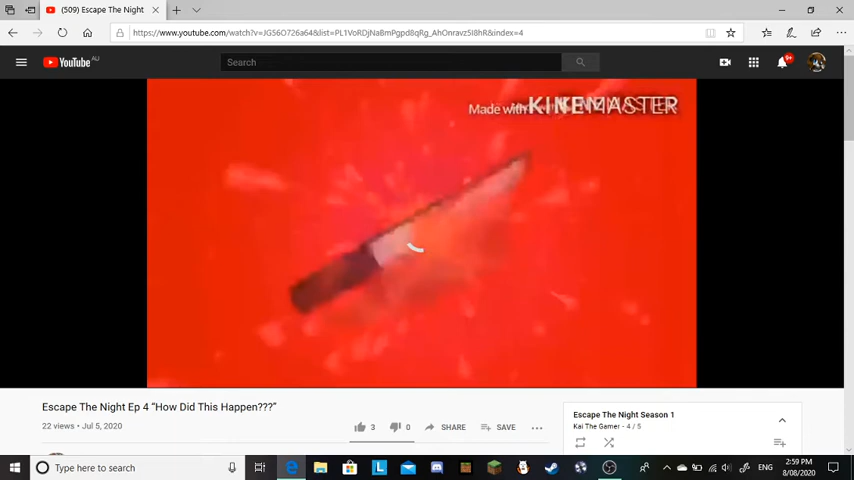 (509) Escape The Night
https://www.youtube.com/watch?v=JG56O726a64&list=PL1VoRDjNaBmPgpd8qRg_AhOnravz5I8hR&index=4
YouTube AU
Search
9+
Made with KINEMASTER
Escape The Night Ep 4 "How Did This Happen???"
22 views • Jul 5, 2020
3
0
SHARE
SAVE
Escape The Night Season 1
Kai The Gamer - 4 / 5
Type here to search
ENG
2:59 PM
8/08/2020